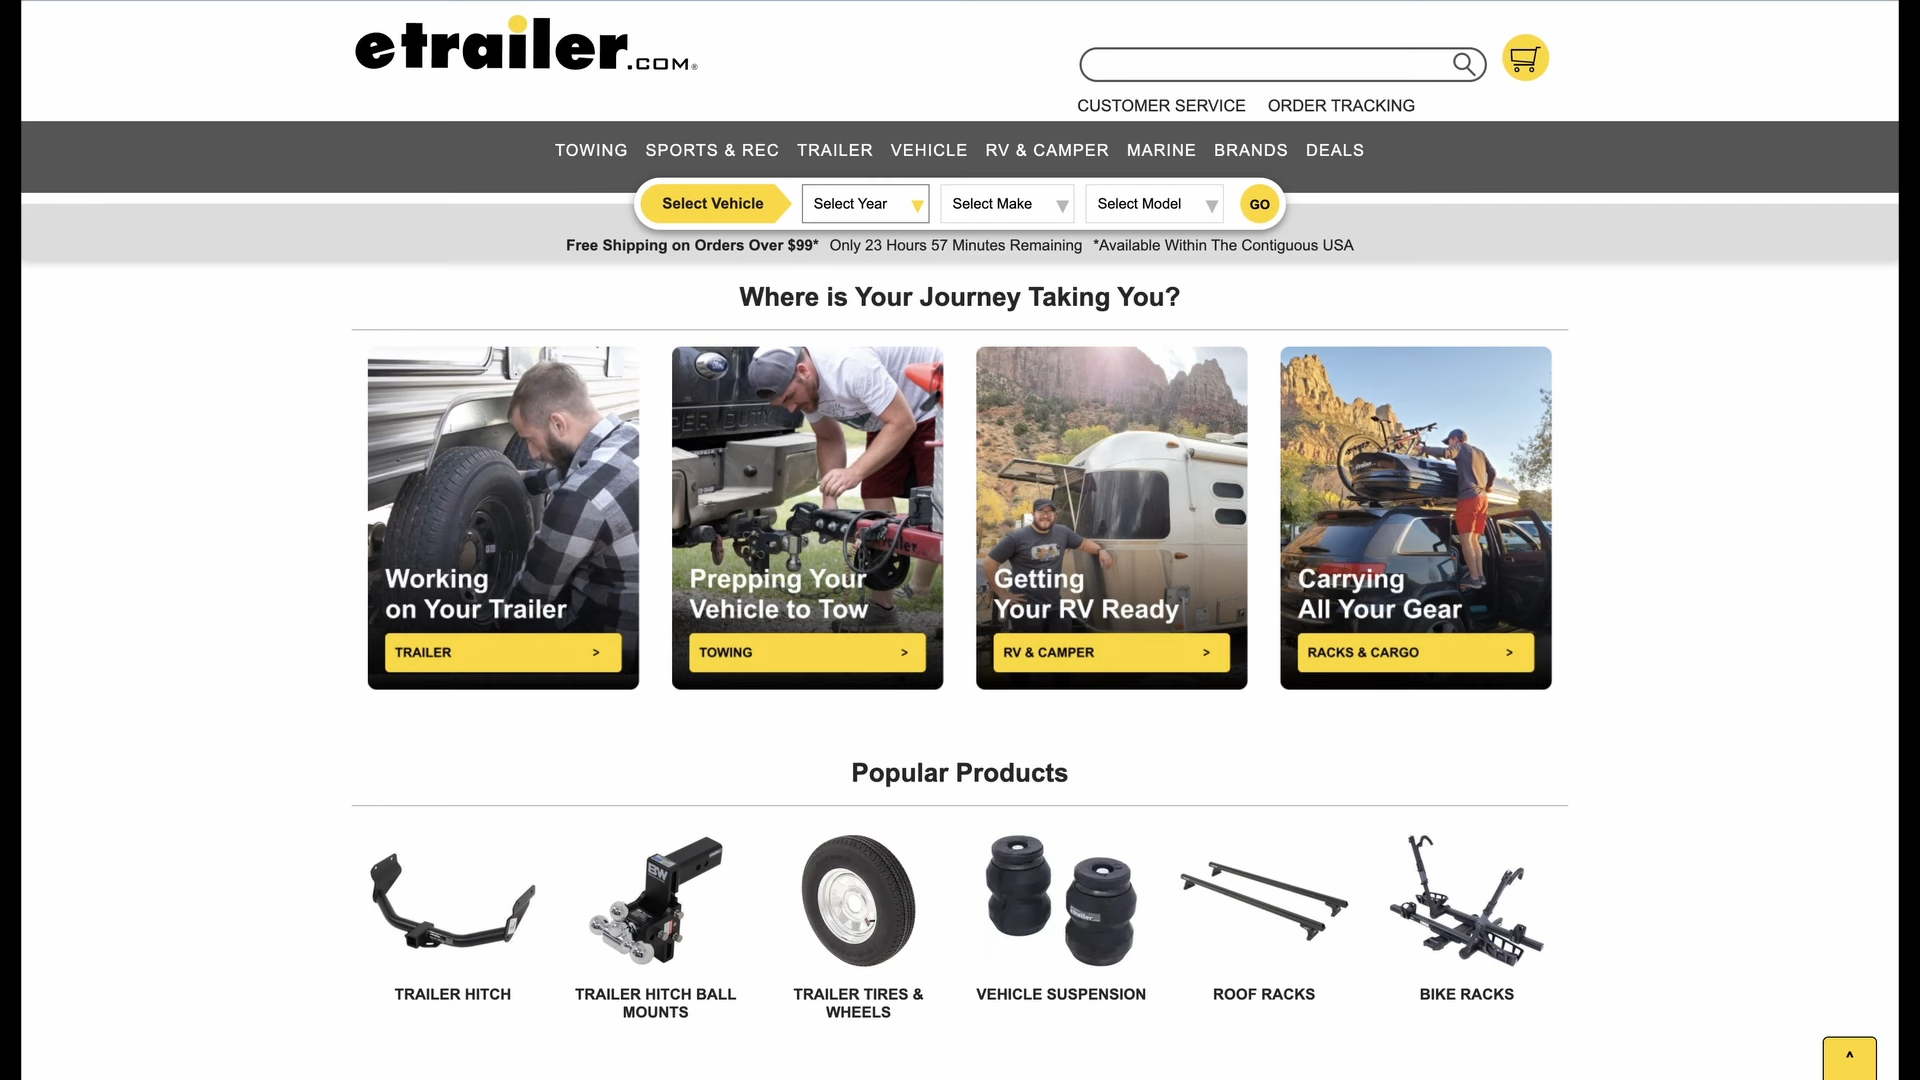 etrailer.com®
CUSTOMER SERVICE ORDER TRACKING
TOWING SPORTS & REC TRAILER VEHICLE RV & CAMPER MARINE BRANDS DEALS
Select Vehicle Select Year Select Make Select Model GO
Free Shipping on Orders Over $99* Only 23 Hours 57 Minutes Remaining *Available Within The Contiguous USA
Where is Your Journey Taking You?
Working
on Your Trailer
TRAILER >
Prepping Your
Vehicle to Tow
TOWING >
Getting
Your RV Ready
RV & CAMPER >
Carrying
All Your Gear
RACKS & CARGO >
Popular Products
B&W
etrailer
TRAILER HITCH
TRAILER HITCH BALL
MOUNTS
TRAILER TIRES &
WHEELS
VEHICLE SUSPENSION
ROOF RACKS
BIKE RACKS